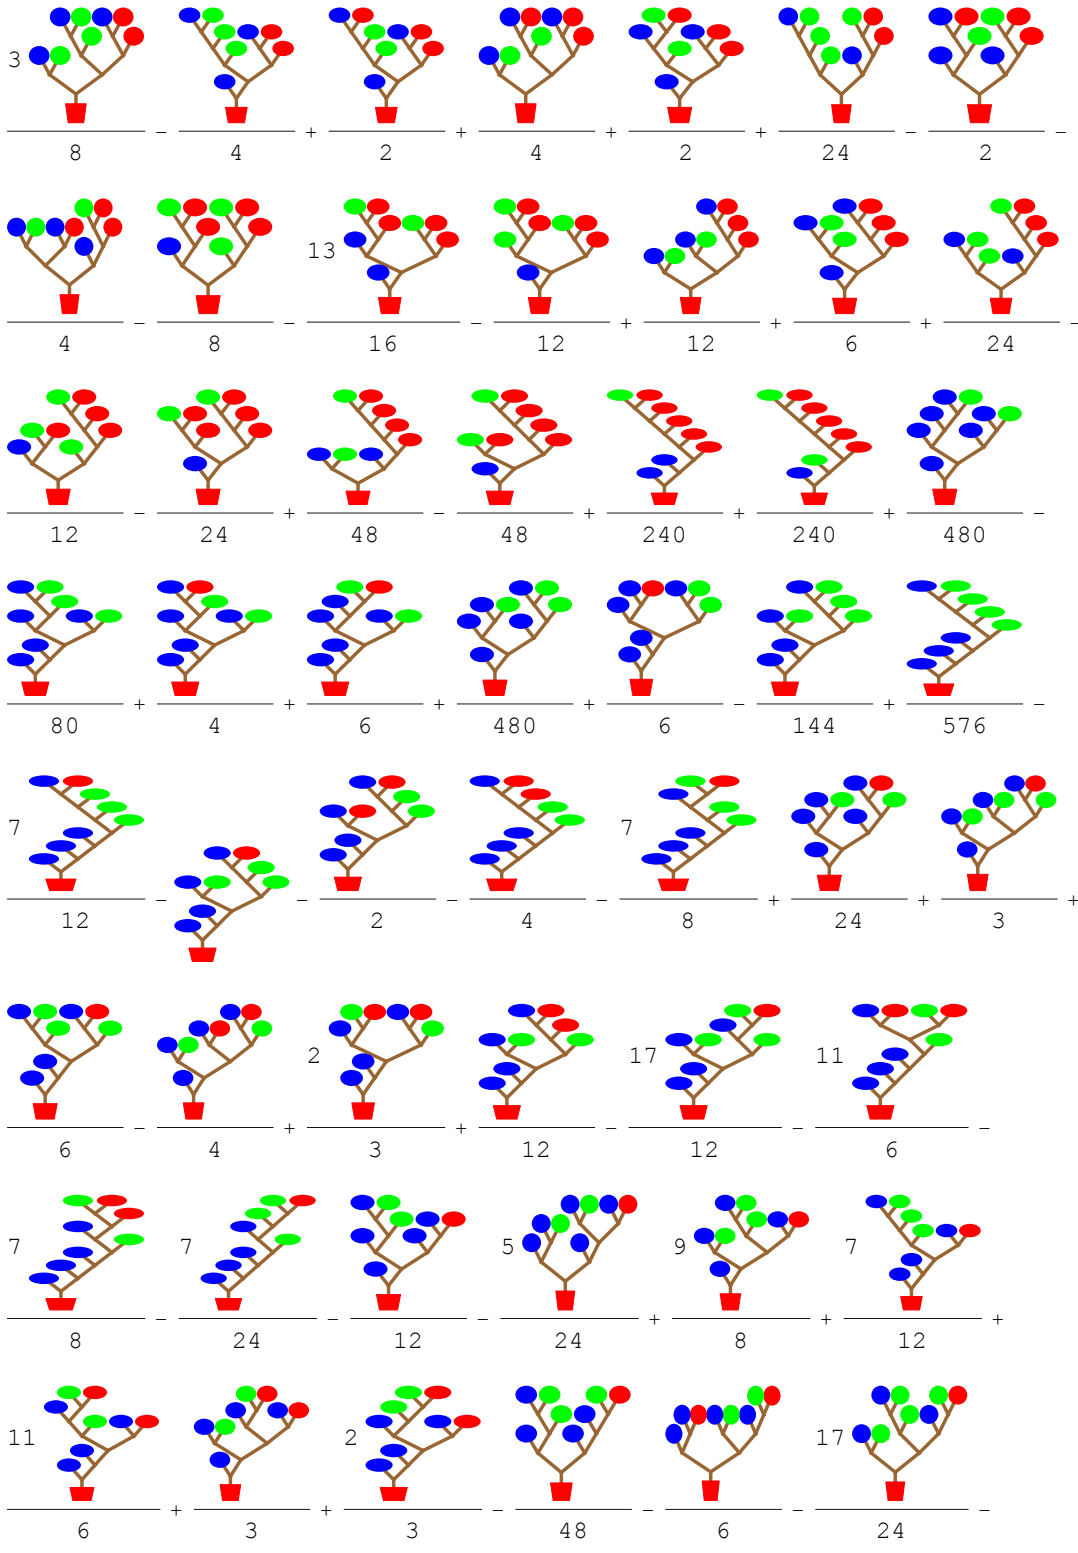 3
8 − 4 + 2 + 4 + 2 + 24 − 2 −
13
4 − 8 − 16 − 12 + 12 + 6 + 24 −
12 − 24 + 48 − 48 + 240 + 240 + 480 −
80 + 4 + 6 + 480 + 6 − 144 + 576 −
7 7
12 − − 2 − 4 − 8 + 24 + 3 +
2 17 11
6 − 4 + 3 + 12 − 12 − 6 −
7 7 5 9 7
8 − 24 − 12 − 24 + 8 + 12 +
11 2 17
6 + 3 + 3 − 48 − 6 − 24 −